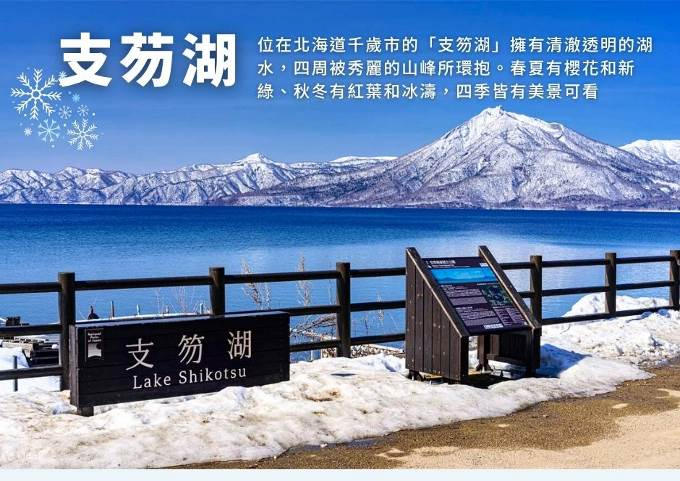 支笏湖
位在北海道千歲市的「支笏湖」擁有清澈透明的湖
水，四周被秀麗的山峰所環抱。春夏有櫻花和新
綠、秋冬有紅葉和冰濤，四季皆有美景可看
支笏湖
Lake Shikotsu